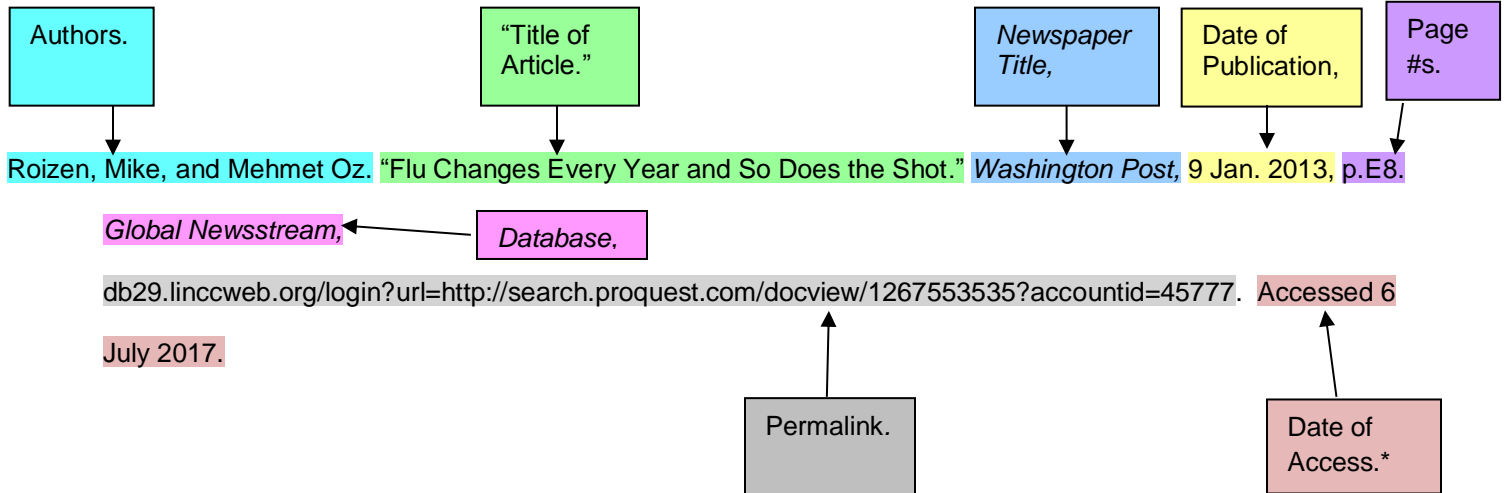 Authors.
“Title of
Article.”
Newspaper
Title,
Date of
Publication,
Page
#s.
Roizen, Mike, and Mehmet Oz. “Flu Changes Every Year and So Does the Shot.” Washington Post, 9 Jan. 2013, p.E8.
Global Newsstream,
Database,
db29.linccweb.org/login?url=http://search.proquest.com/docview/1267553535?accountid=45777. Accessed 6
July 2017.
Permalink.
Date of
Access.*